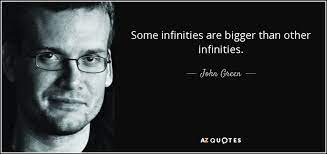 Some infinities are bigger than other
infinities.
— John Green —
AZ QUOTES